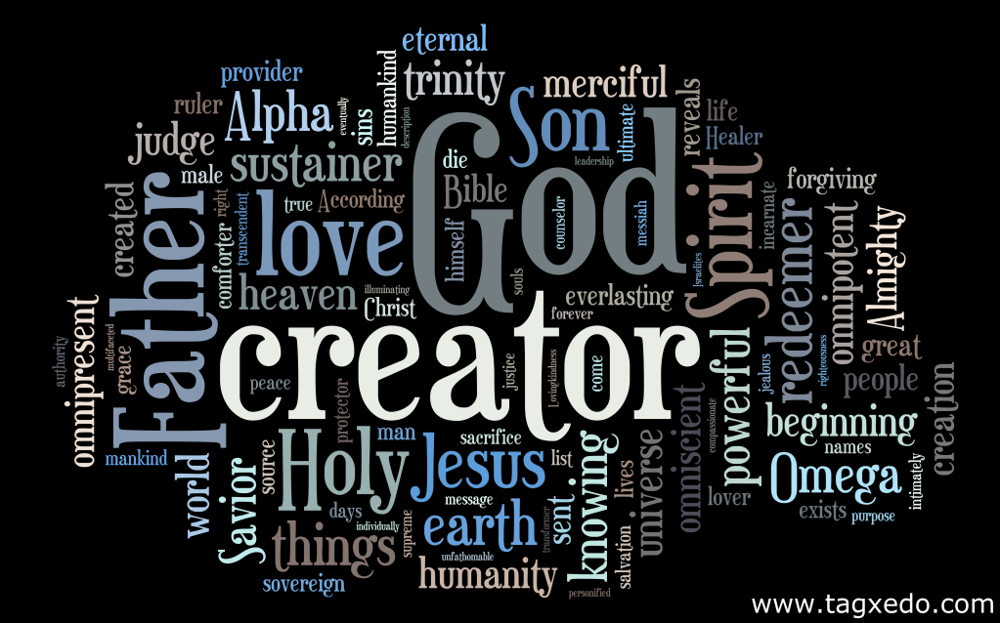 eternal
provider
trinity
merciful
ruler
Alpha
eventually
sins
humankind
description
Son
ultimate
reveals
life
Healer
judge
sustainer
God
die
leadership
male
Bible
Spirit
forgiving
created
Father
right
transcendent
true
According
love
himself
counselor
messiah
incarnate
redeemer
omnipotent
Almighty
comforter
heaven
illuminating
Christ
souls
everlasting
forever
Israelites
omnipresent
authority
multifaceted
grace
creator
peace
justice
Lovingkindness
come
powerful
jealous
righteousness
great
people
creation
protector
man
sacrifice
omniscient
compassionate
beginning
names
mankind
world
Savior
source
Holy
Jesus
list
knowing
lives
universe
lover
Omega
intimately
days
individually
message
earth
sent
transformer
exists
purpose
things
supreme
unfathomable
humanity
salvation
sovereign
personified
www.tagxedo.com